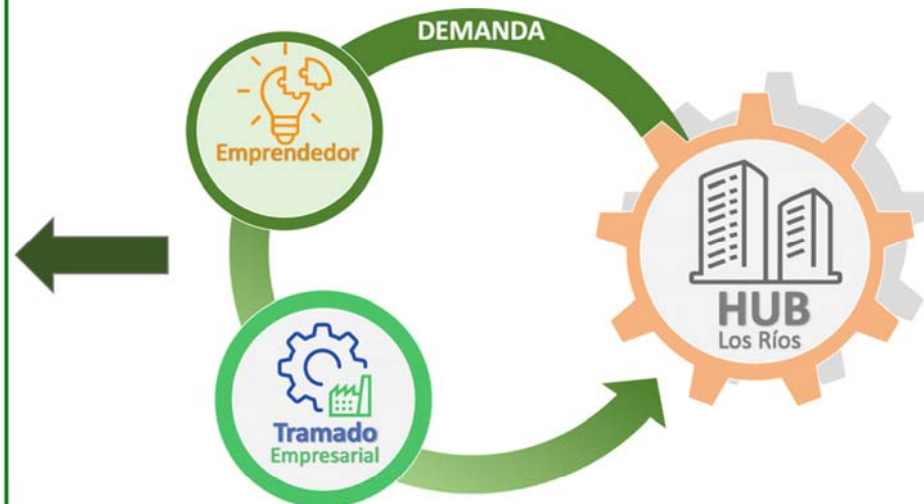 DEMANDA
Emprendedor
HUB
Los Ríos
Tramado
Empresarial